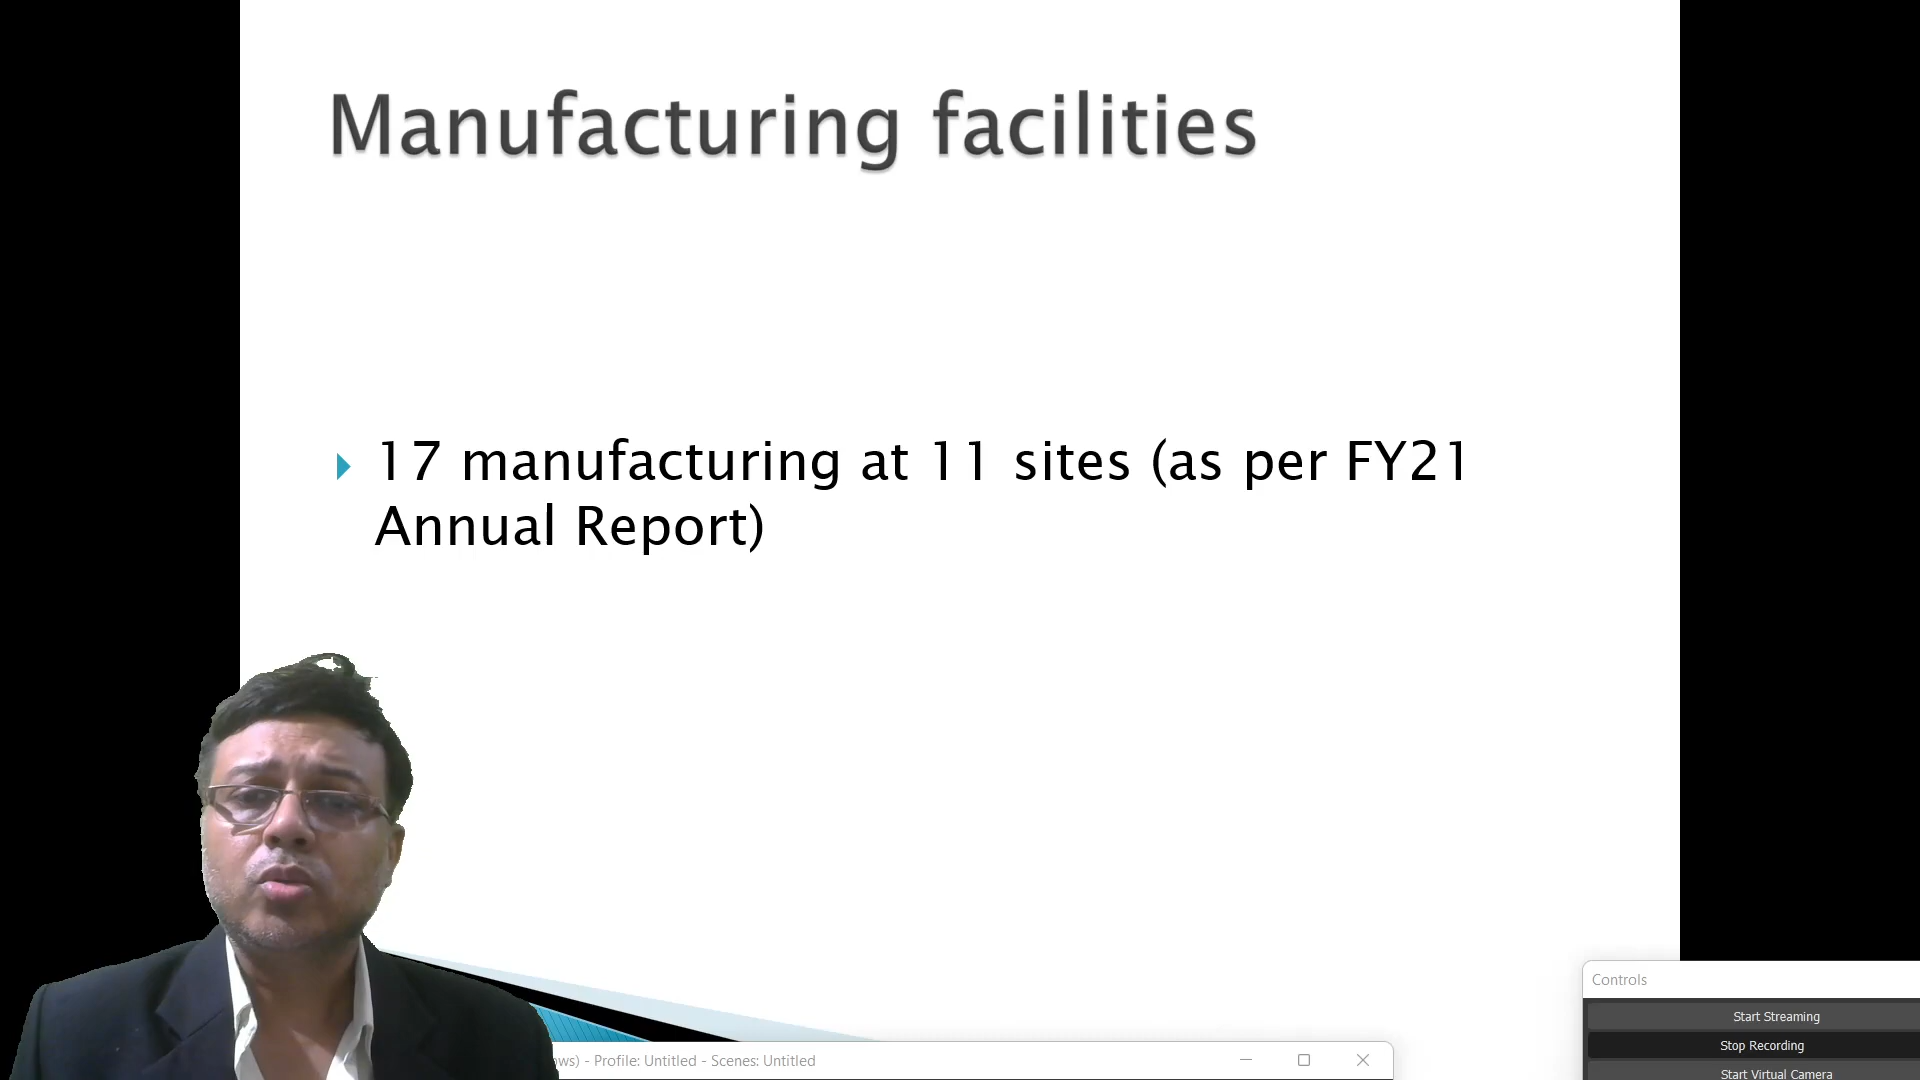 Manufacturing facilities
17 manufacturing at 11 sites (as per FY21
Annual Report)
Controls
Start Streaming
Stop Recording
Start Virtual Camera
ws) - Profile: Untitled - Scenes: Untitled